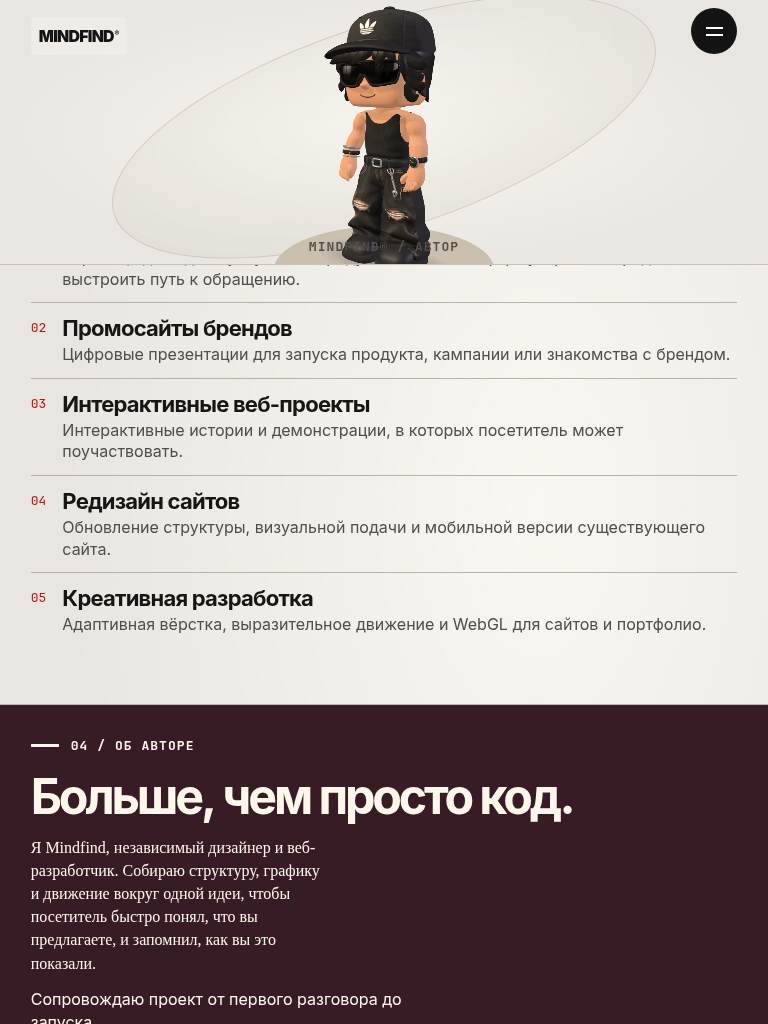 MINDFIND®
MINDFIND® / АВТОР
выстроить путь к обращению.
02
Промосайты брендов
Цифровые презентации для запуска продукта, кампании или знакомства с брендом.
03
Интерактивные веб-проекты
Интерактивные истории и демонстрации, в которых посетитель может
поучаствовать.
04
Редизайн сайтов
Обновление структуры, визуальной подачи и мобильной версии существующего
сайта.
05
Креативная разработка
Адаптивная вёрстка, выразительное движение и WebGL для сайтов и портфолио.
04 / ОБ АВТОРЕ
Больше, чем просто код.
Я Mindfind, независимый дизайнер и веб-
разработчик. Собираю структуру, графику
и движение вокруг одной идеи, чтобы
посетитель быстро понял, что вы
предлагаете, и запомнил, как вы это
показали.
Сопровождаю проект от первого разговора до
запуска